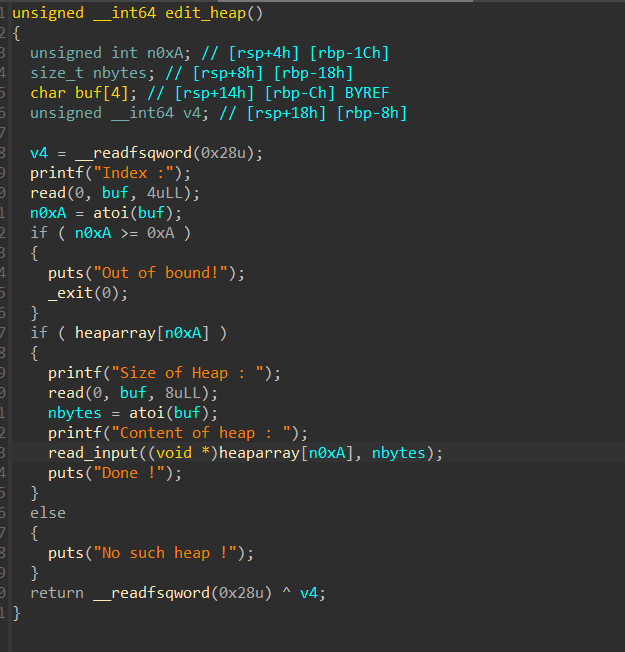 1 unsigned __int64 edit_heap()
2 {
3   unsigned int n0xA; // [rsp+4h] [rbp-1Ch]
4   size_t nbytes; // [rsp+8h] [rbp-18h]
5   char buf[4]; // [rsp+14h] [rbp-Ch] BYREF
6   unsigned __int64 v4; // [rsp+18h] [rbp-8h]
7
8   v4 = __readfsqword(0x28u);
9   printf("Index :");
0   read(0, buf, 4uLL);
1   n0xA = atoi(buf);
2   if ( n0xA >= 0xA )
3   {
4     puts("Out of bound!");
5     _exit(0);
6   }
7   if ( heaparray[n0xA] )
8   {
9     printf("Size of Heap : ");
0     read(0, buf, 8uLL);
1     nbytes = atoi(buf);
2     printf("Content of heap : ");
3     read_input((void *)heaparray[n0xA], nbytes);
4     puts("Done !");
5   }
6   else
7   {
8     puts("No such heap !");
9   }
0   return __readfsqword(0x28u) ^ v4;
1 }